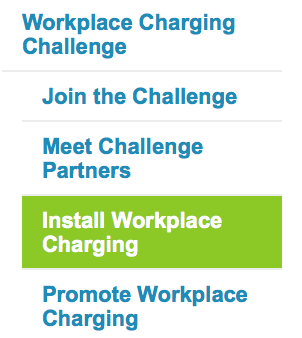 Workplace Charging
Challenge
Join the Challenge
Meet Challenge
Partners
Install Workplace
Charging
Promote Workplace
Charging